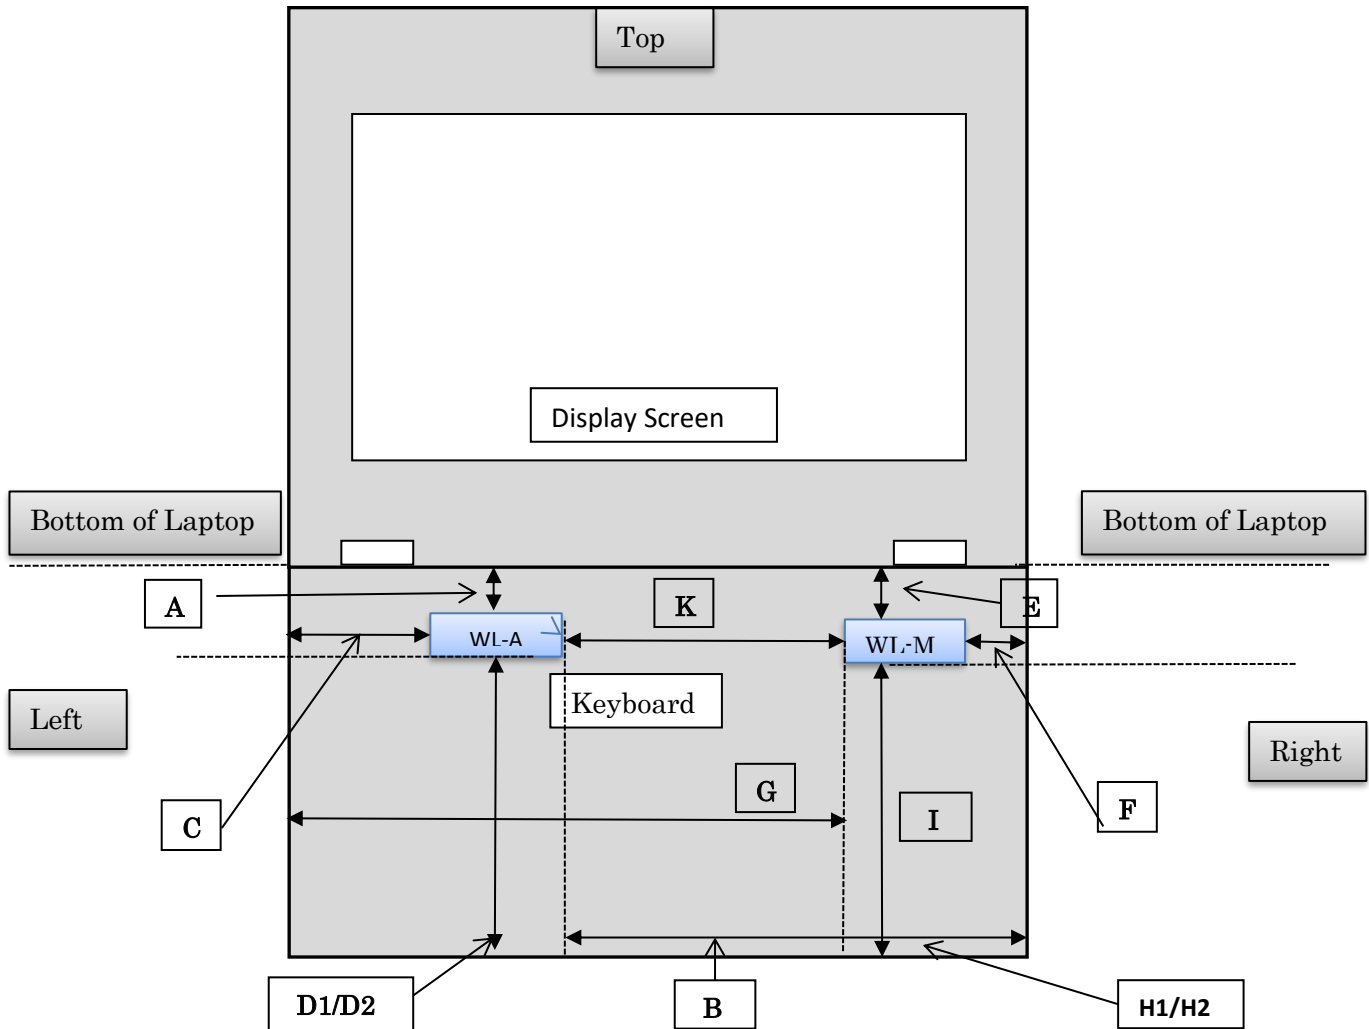 Top
Display Screen
Bottom of Laptop
Bottom of Laptop
A
K
E
WL-A
WL-M
Keyboard
Left
Right
G
C
I
F
D1/D2
B
H1/H2